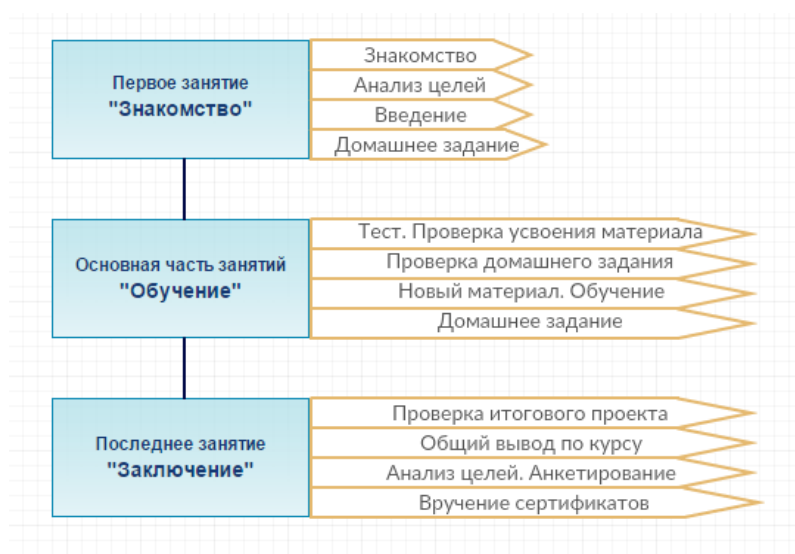 Первое занятие
"Знакомство"
Знакомство
Анализ целей
Введение
Домашнее задание
Основная часть занятий
"Обучение"
Тест. Проверка усвоения материала
Проверка домашнего задания
Новый материал. Обучение
Домашнее задание
Последнее занятие
"Заключение"
Проверка итогового проекта
Общий вывод по курсу
Анализ целей. Анкетирование
Вручение сертификатов